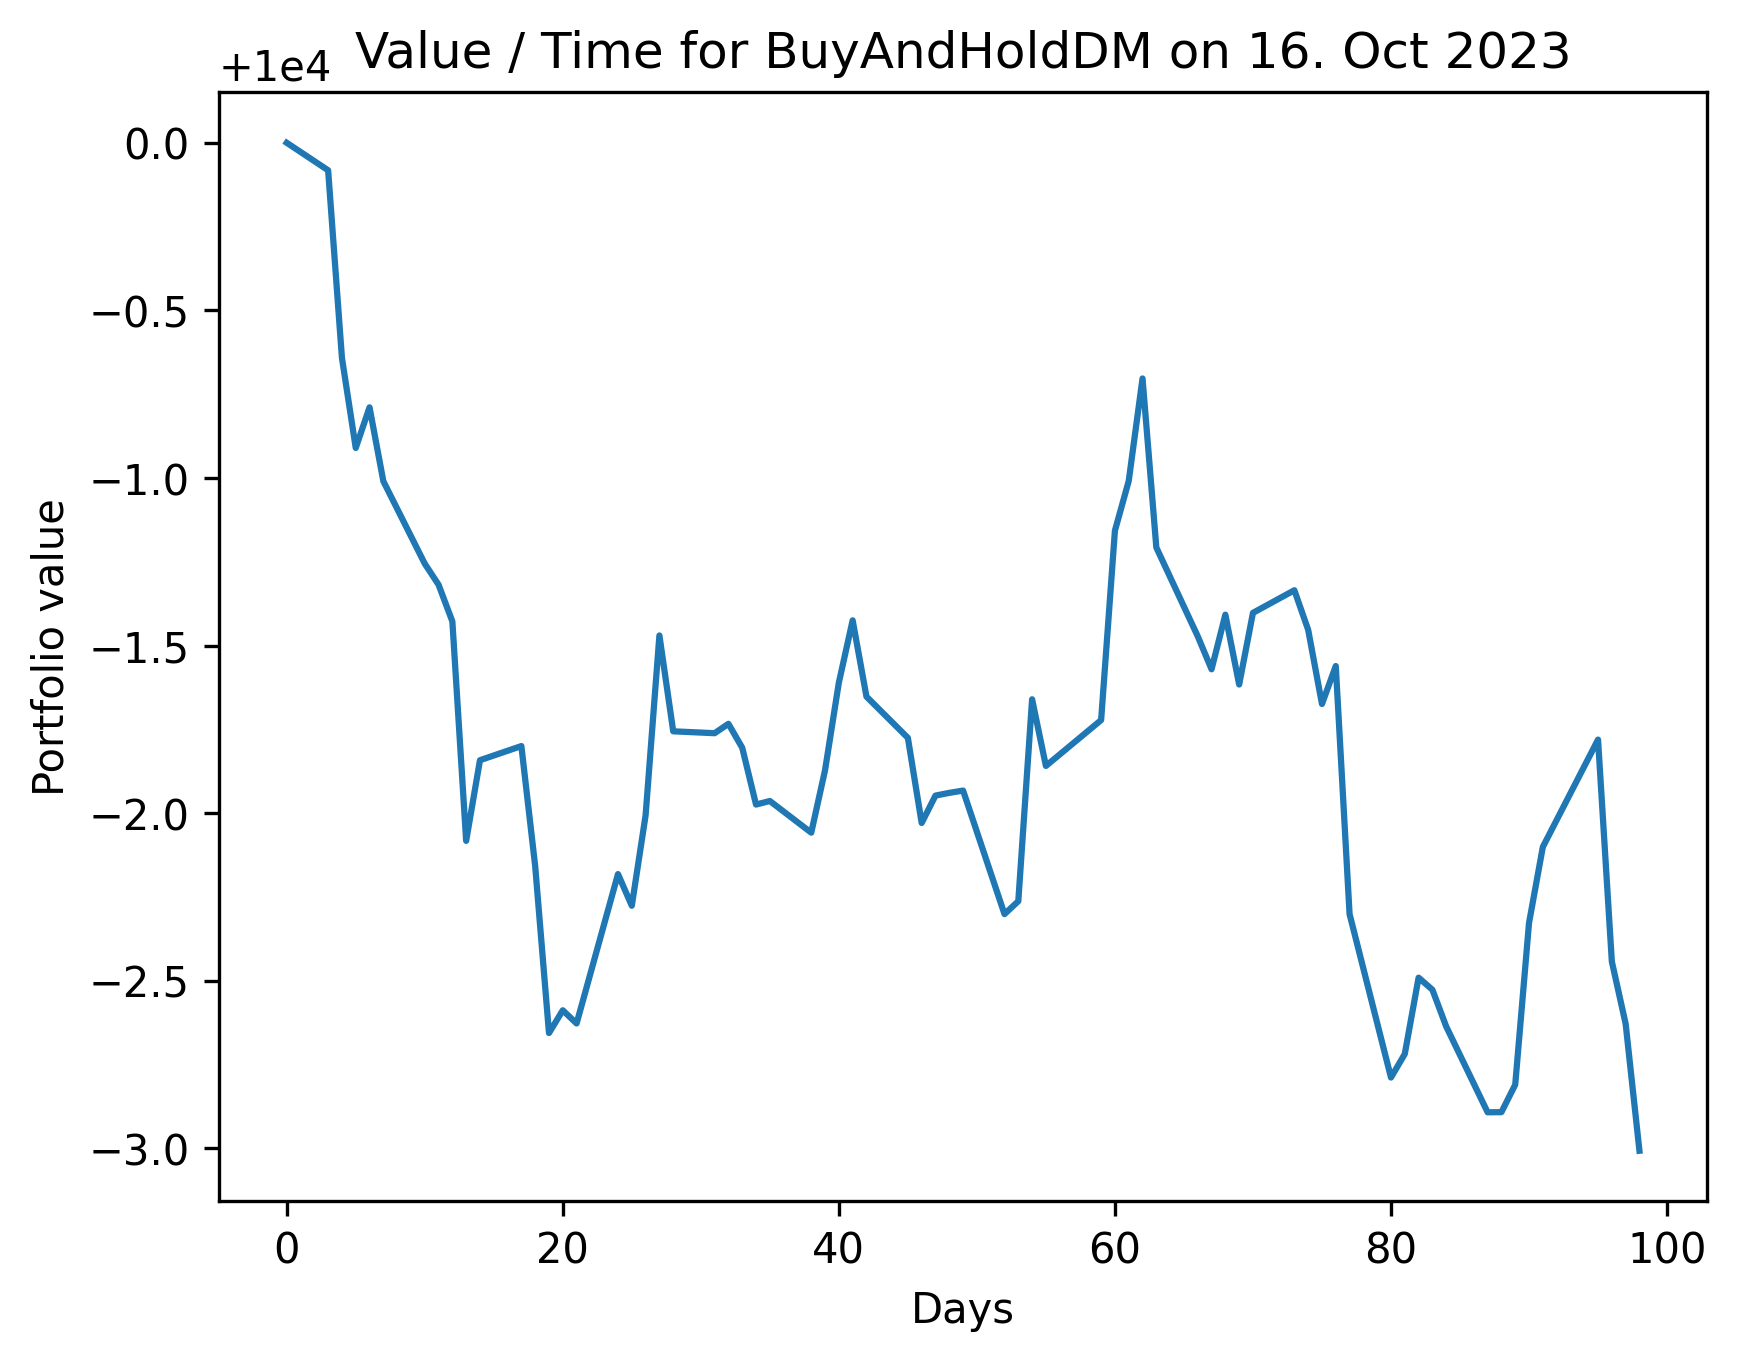 Value / Time for BuyAndHoldDM on 16. Oct 2023
+1e4
0.0
−0.5
−1.0
−1.5
−2.0
−2.5
−3.0
Portfolio value
0 20 40 60 80 100
Days